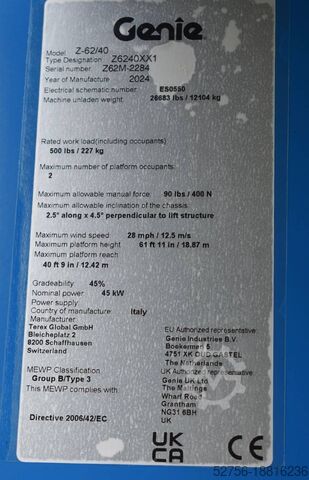 Genie
Model Z-62/40
Type Designation Z6240XX1
Serial number Z62M-2284
Year of Manufacture 2024
Electrical schematic number ES0550
Machine unladen weight 26683 lbs / 12104 kg
Rated work load(including occupants)
500 lbs / 227 kg
Maximum number of platform occupants
2
Maximum allowable manual force: 90 lbs / 400 N
Maximum allowable inclination of the chassis:
2.5° along x 4.5° perpendicular to lift structure
Maximum wind speed 28 mph / 12.5 m/s
Maximum platform height 61 ft 11 in / 18.87 m
Maximum platform reach
40 ft 9 in / 12.42 m
Gradeability 45%
Nominal power 45 kW
Power supply
Country of manufacture Italy
Manufacturer:
Terex Global GmbH
Bleicheplatz 2
8200 Schaffhausen
Switzerland
EU Authorized representative:
Genie Industries B.V.
Boekerman 5
4751 XK OUD GASTEL
The Netherlands
UK Authorized representative:
Genie UK Ltd
The Maltings
Wharf Road
Grantham
NG31 6BH
UK
MEWP Classification
Group B/Type 3
This MEWP complies with
Directive 2006/42/EC
UK
CA
CE
52756-18816236